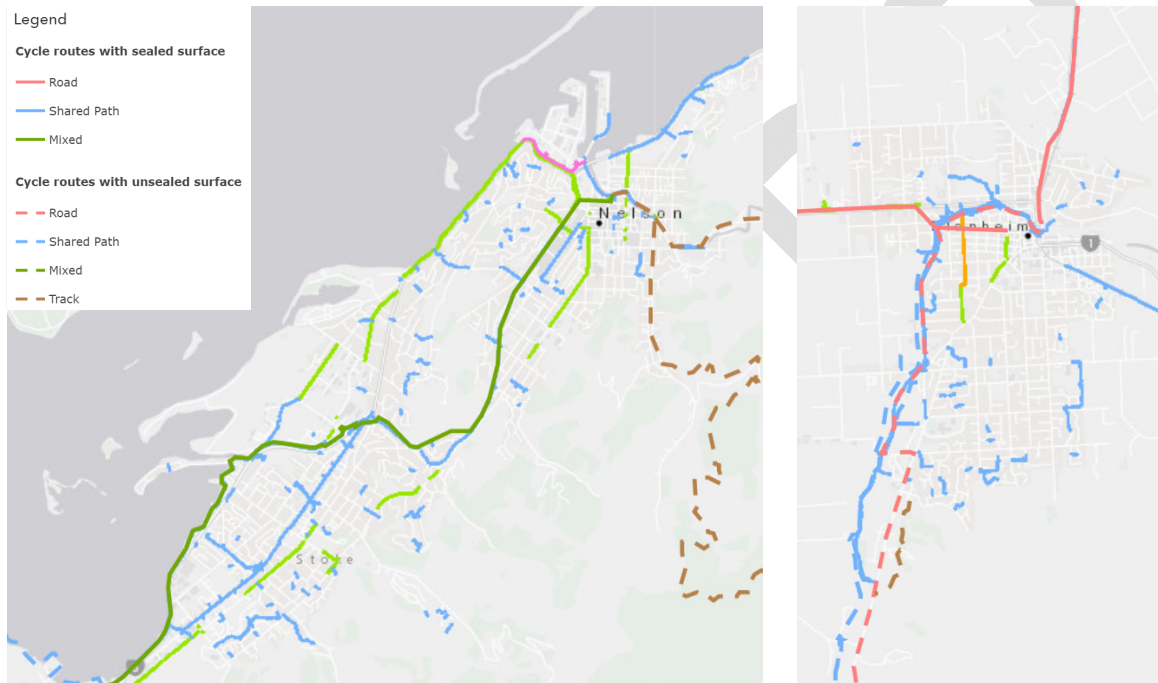 Legend
Cycle routes with sealed surface
Road
Shared Path
Mixed
Cycle routes with unsealed surface
Road
Shared Path
Mixed
Track
Nelson
Stoke
1